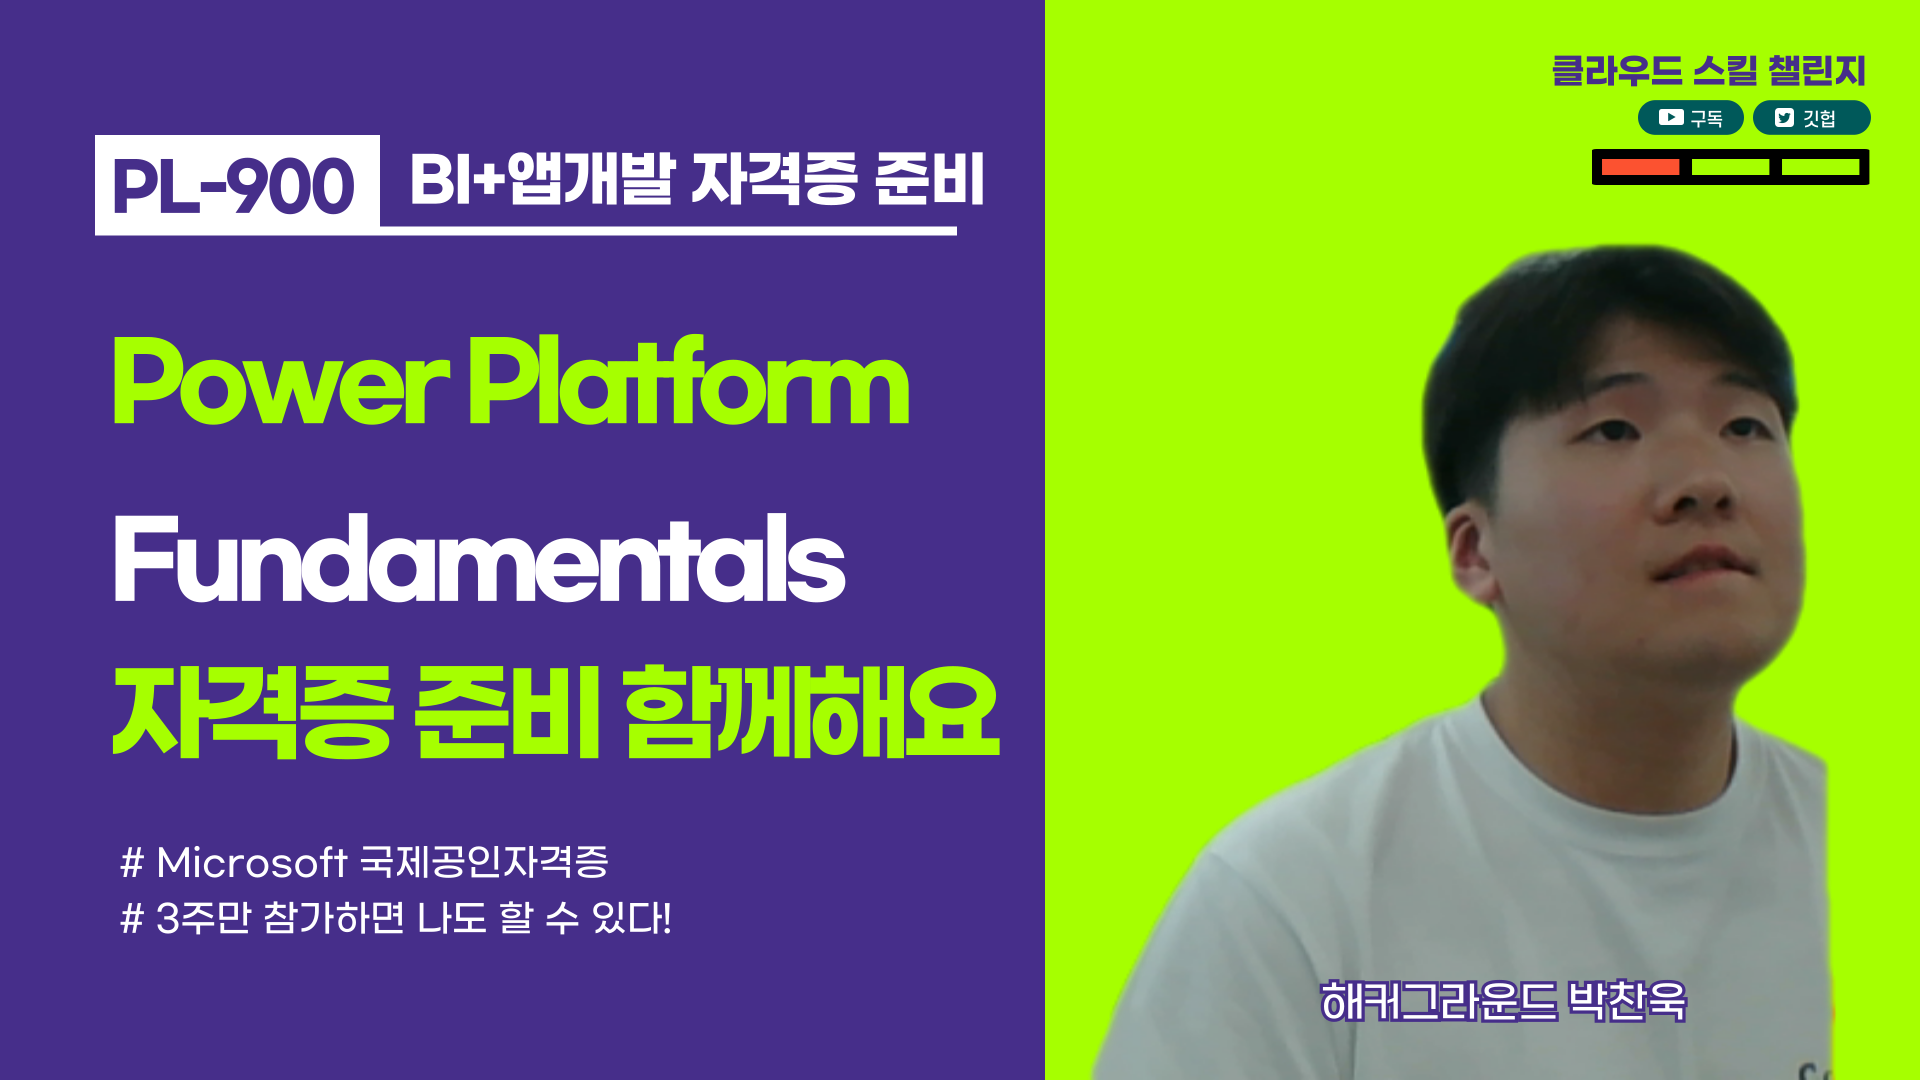 PL-900
BI+앱개발 자격증 준비
Power Platform
Fundamentals
자격증 준비 함께해요
# Microsoft 국제공인자격증
# 3주만 참가하면 나도 할 수 있다!
클라우드 스킬 챌린지
구독 깃헙
해커그라운드 박찬욱